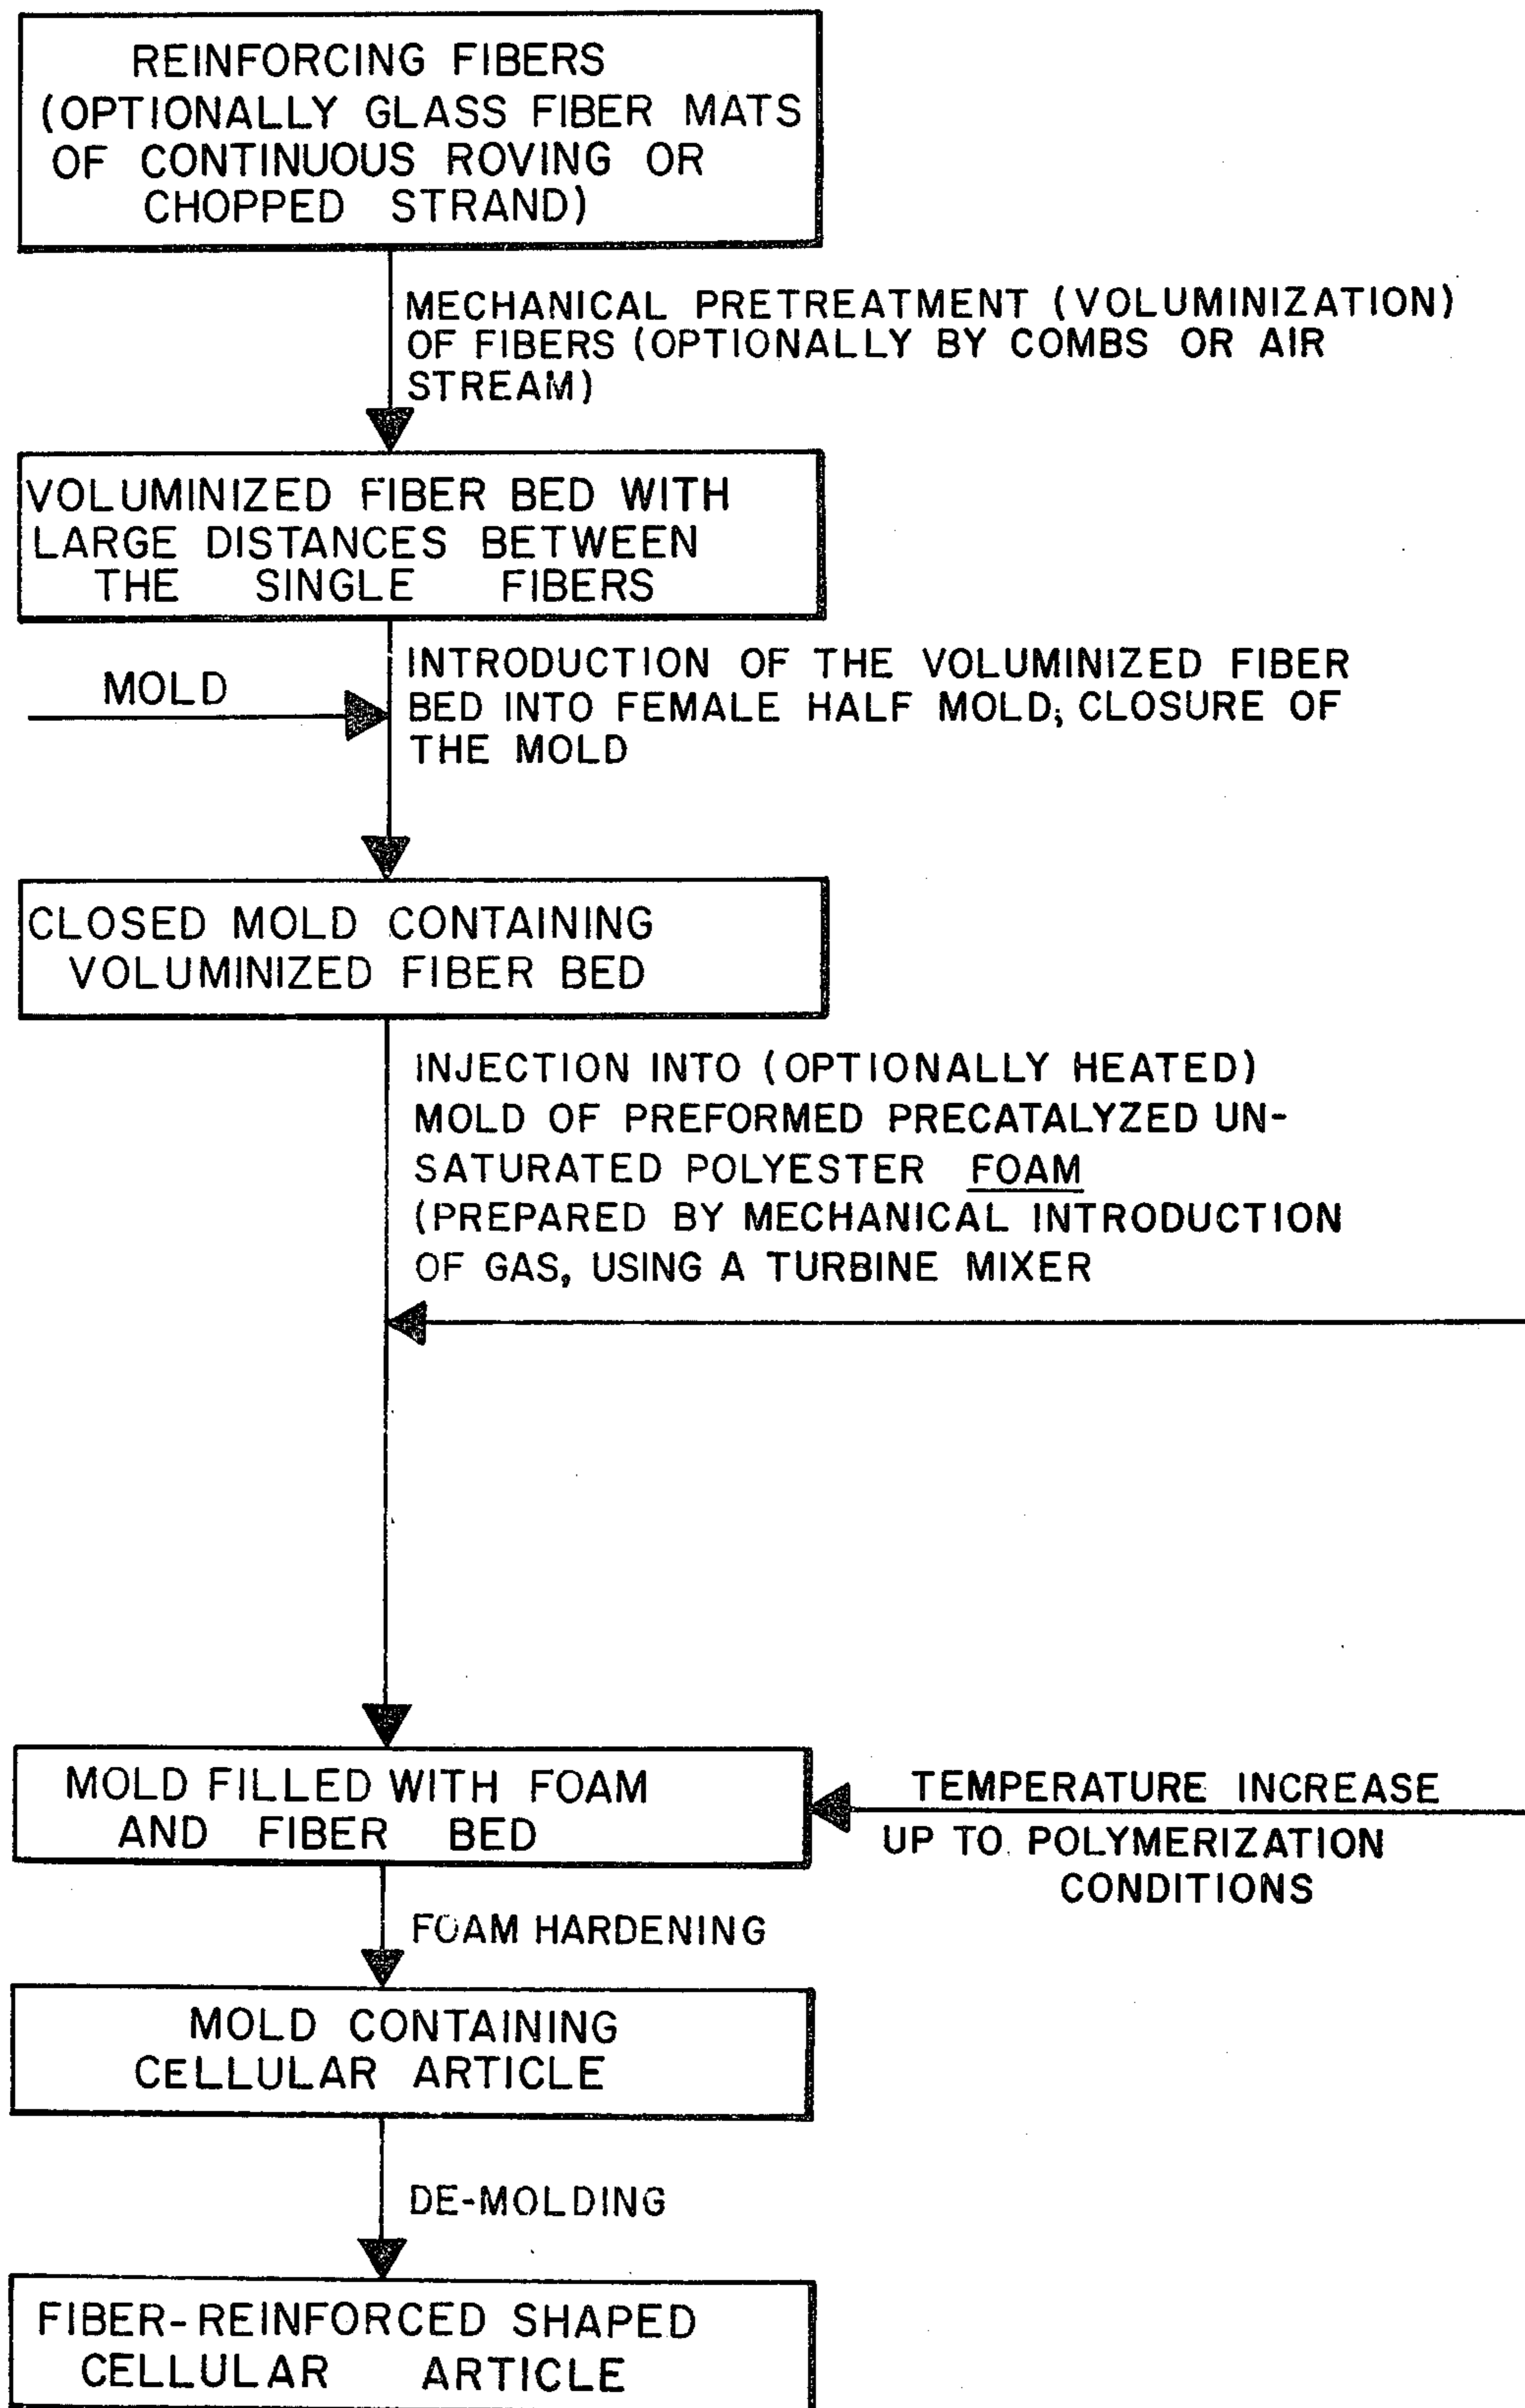 REINFORCING FIBERS
(OPTIONALLY GLASS FIBER MATS
OF CONTINUOUS ROVING OR
CHOPPED STRAND)
MECHANICAL PRETREATMENT (VOLUMINIZATION)
OF FIBERS (OPTIONALLY BY COMBS OR AIR
STREAM)
VOLUMINIZED FIBER BED WITH
LARGE DISTANCES BETWEEN
THE SINGLE FIBERS
MOLD
INTRODUCTION OF THE VOLUMINIZED FIBER
BED INTO FEMALE HALF MOLD; CLOSURE OF
THE MOLD
CLOSED MOLD CONTAINING
VOLUMINIZED FIBER BED
INJECTION INTO (OPTIONALLY HEATED)
MOLD OF PREFORMED PRECATALYZED UN-
SATURATED POLYESTER FOAM
(PREPARED BY MECHANICAL INTRODUCTION
OF GAS, USING A TURBINE MIXER
MOLD FILLED WITH FOAM
AND FIBER BED
TEMPERATURE INCREASE
UP TO POLYMERIZATION
CONDITIONS
FOAM HARDENING
MOLD CONTAINING
CELLULAR ARTICLE
DE-MOLDING
FIBER-REINFORCED SHAPED
CELLULAR ARTICLE